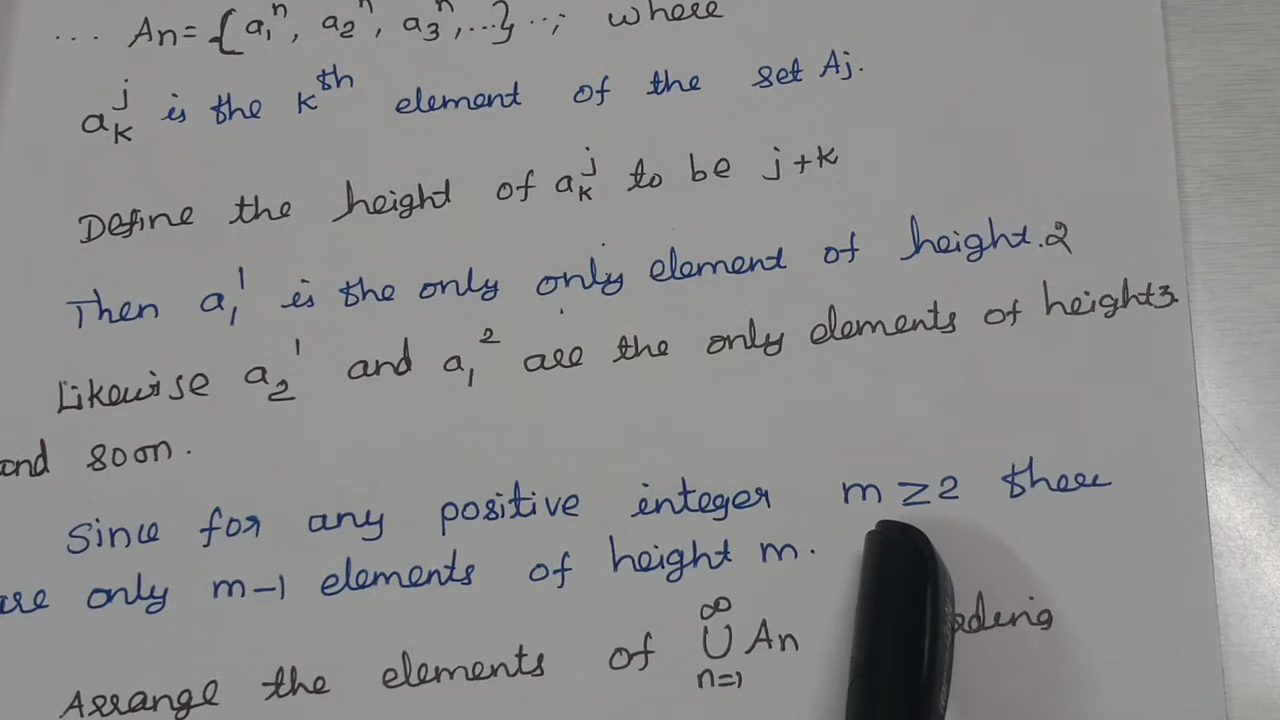 ... An = {a₁ⁿ, a₂ⁿ, a₃ⁿ, ...} ..; where
aₖʲ is the kᵗʰ element of the set Aj.
Define the height of aₖʲ to be j+k
Then a₁¹ is the only only element of height.2
Likewise a₂¹ and a₁² are the only elements of height 3.
and soon.
Since for any positive integer m ≥ 2 there
are only m-1 elements of height m.
Arrange the elements of ∞⋃n=1 An